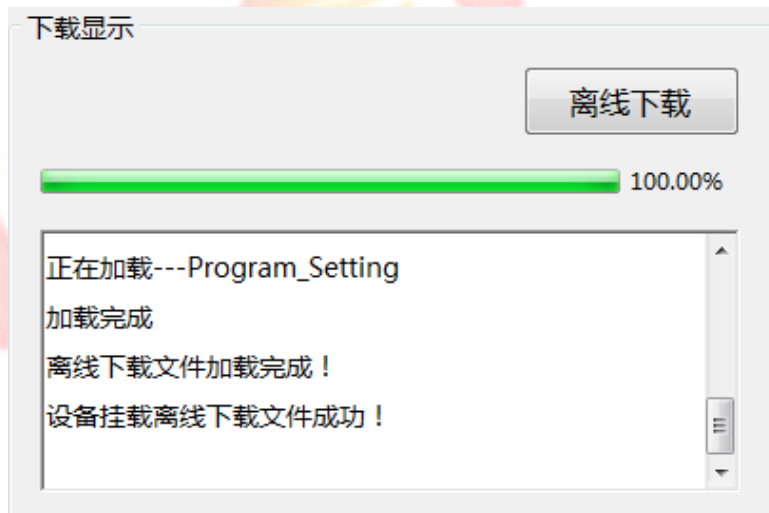 下载显示
离线下载
100.00%
正在加载---Program_Setting
加载完成
离线下载文件加载完成！
设备挂载离线下载文件成功！